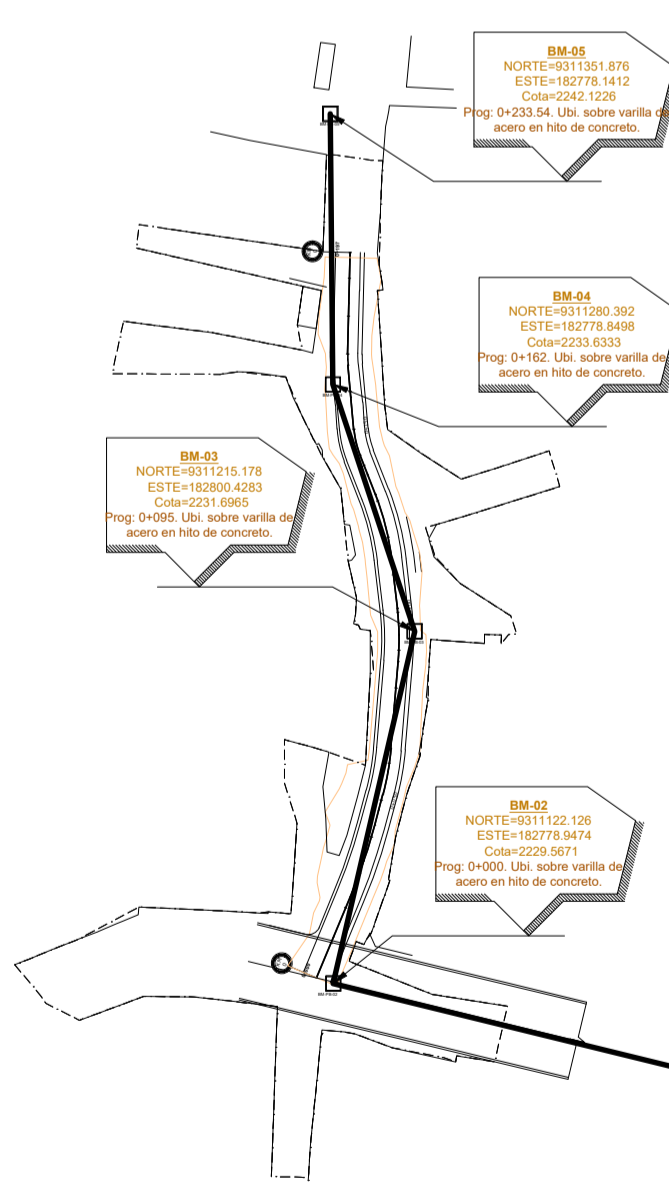 BM-05
NORTE=9311351.876
ESTE=182778.1412
Cota=2242.1226
Prog: 0+233.54. Ubi. sobre varilla de
acero en hito de concreto.
BM-04
NORTE=9311280.392
ESTE=182778.8498
Cota=2233.6333
Prog: 0+162. Ubi. sobre varilla de
acero en hito de concreto.
BM-03
NORTE=9311215.178
ESTE=182800.4283
Cota=2231.6965
Prog: 0+095. Ubi. sobre varilla de
acero en hito de concreto.
BM-02
NORTE=9311122.126
ESTE=182778.9474
Cota=2229.5671
Prog: 0+000. Ubi. sobre varilla de
acero en hito de concreto.